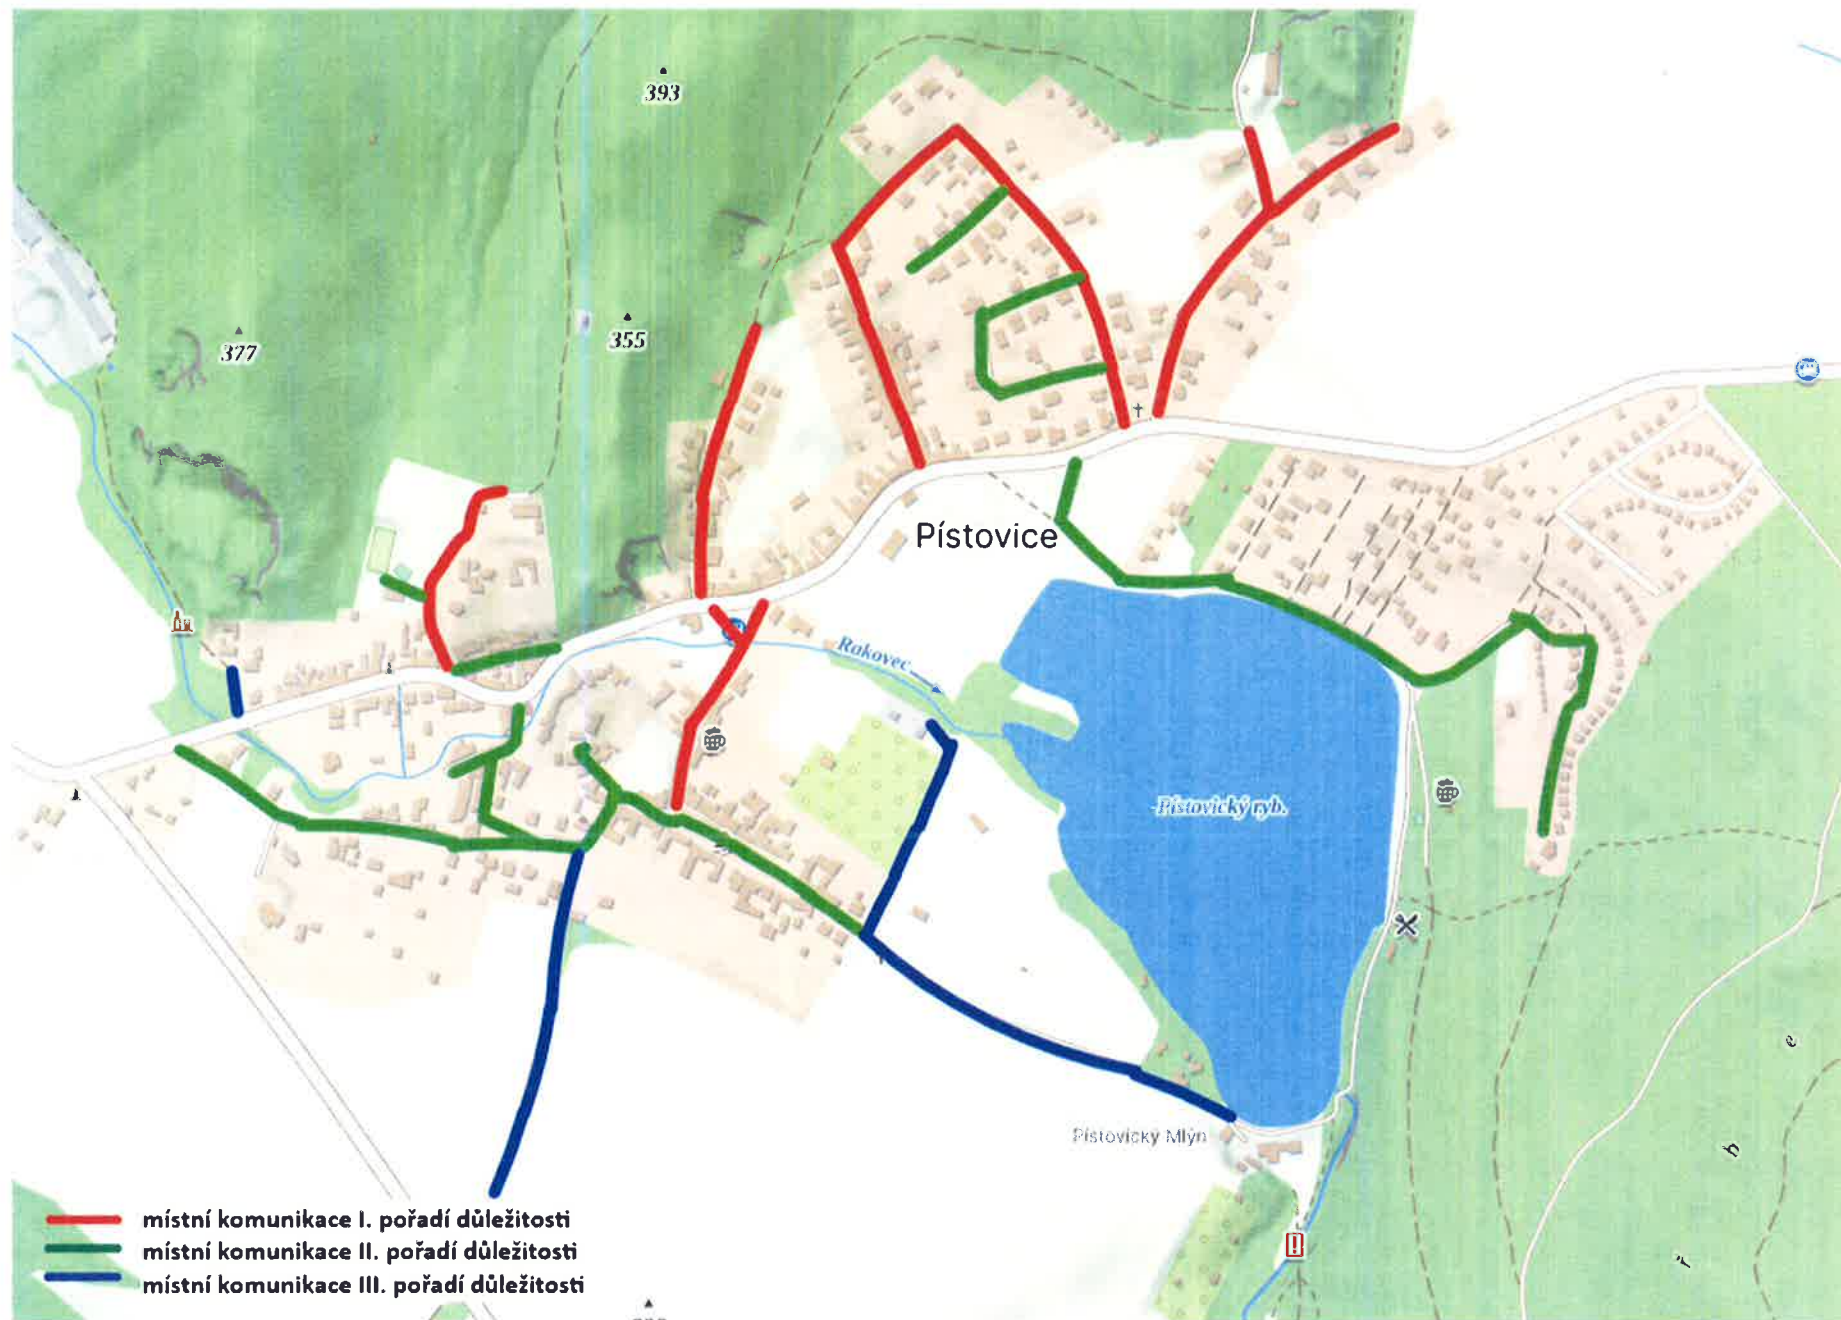 393
377
355
Pístovice
Rakovec
Pístovický ryb.
Pístovický Mlýn
e
b
ř
místní komunikace I. pořadí důležitosti
místní komunikace II. pořadí důležitosti
místní komunikace III. pořadí důležitosti